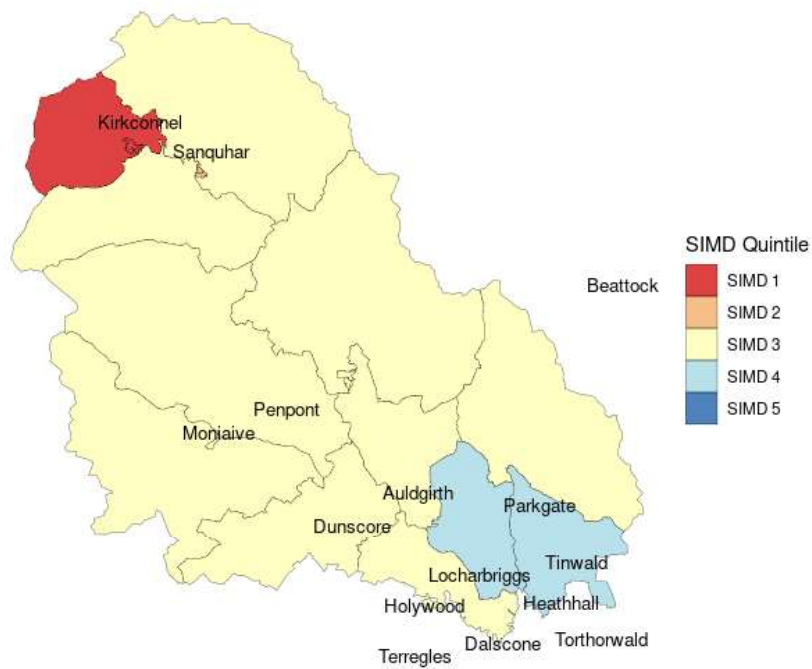 Kirkconnel
Sanquhar
SIMD Quintile
Beattock
SIMD 1
SIMD 2
SIMD 3
SIMD 4
SIMD 5
Penpont
Moniaive
Auldgirth
Parkgate
Dunscore
Tinwald
Locharbriggs
Holywood
Heathhall
Dalscone
Torthorwald
Terregles